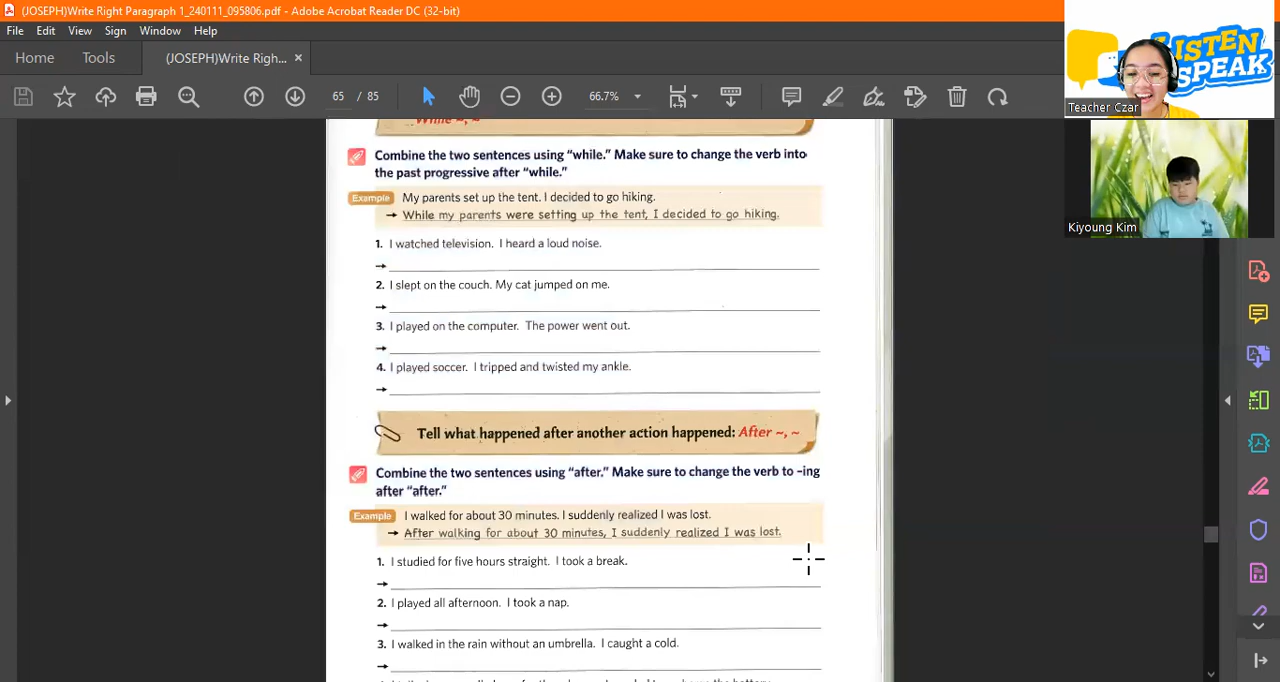 (JOSEPH)Write Right Paragraph 1_240111_095806.pdf - Adobe Acrobat Reader DC (32-bit)
File Edit View Sign Window Help
Home Tools (JOSEPH)Write Righ... ×
65 / 85 66.7%
LISTEN
SPEAK
Teacher Czar
Kiyoung Kim
While ~, ~
Combine the two sentences using “while.” Make sure to change the verb into
the past progressive after “while.”
Example My parents set up the tent. I decided to go hiking.
→ While my parents were setting up the tent, I decided to go hiking.
1. I watched television. I heard a loud noise.
→
2. I slept on the couch. My cat jumped on me.
→
3. I played on the computer. The power went out.
→
4. I played soccer. I tripped and twisted my ankle.
→
Tell what happened after another action happened: After ~, ~
Combine the two sentences using “after.” Make sure to change the verb to –ing
after “after.”
Example I walked for about 30 minutes. I suddenly realized I was lost.
→ After walking for about 30 minutes, I suddenly realized I was lost.
1. I studied for five hours straight. I took a break.
→
2. I played all afternoon. I took a nap.
→
3. I walked in the rain without an umbrella. I caught a cold.
→